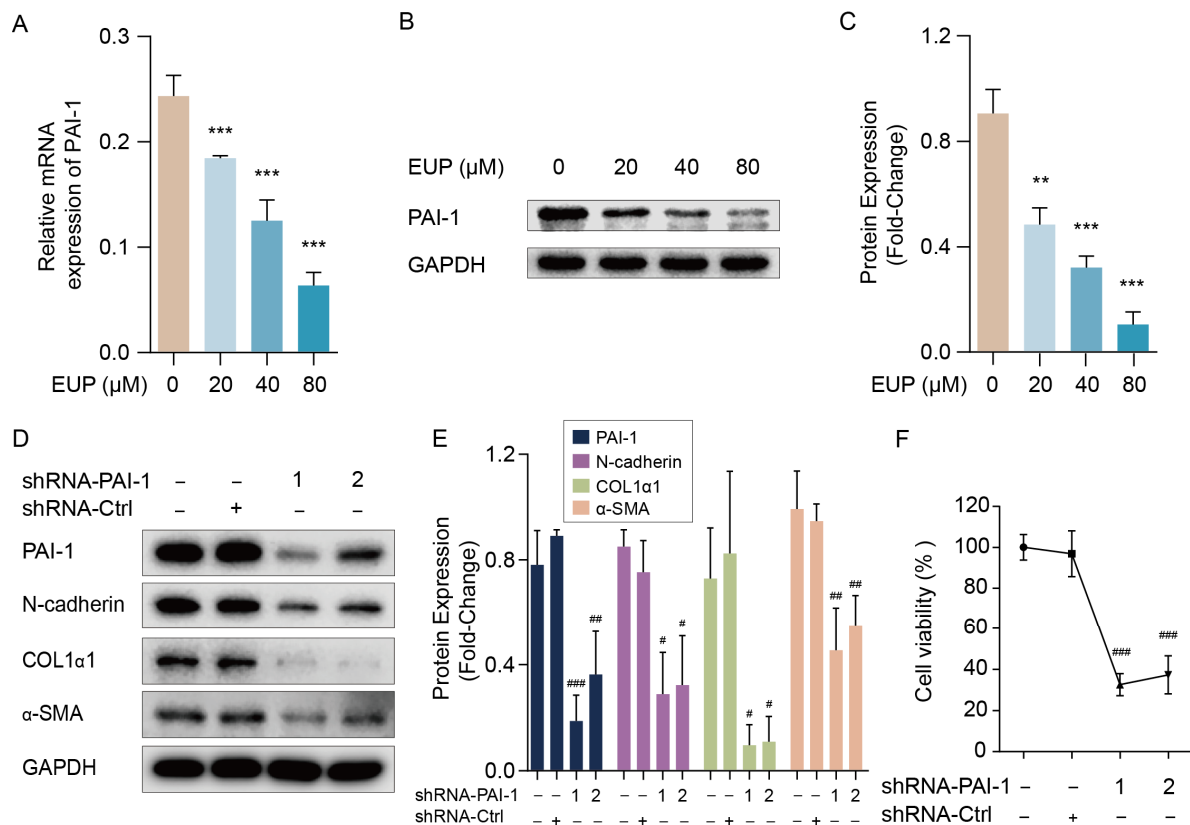 A
Relative mRNA
expression of PAI-1
0.3
0.2
0.1
0.0
***
***
***
EUP (μM) 0 20 40 80
B
EUP (μM) 0 20 40 80
PAI-1
GAPDH
C
Protein Expression
(Fold-Change)
1.2
0.8
0.4
0.0
**
***
***
EUP (μM) 0 20 40 80
D
shRNA-PAI-1 – – 1 2
shRNA-Ctrl – + – –
PAI-1
N-cadherin
COL1α1
α-SMA
GAPDH
E
PAI-1
N-cadherin
COL1α1
α-SMA
Protein Expression
(Fold-Change)
1.2
0.8
0.4
0.0
### ## # # # # ## ##
shRNA-PAI-1 – – 1 2 – – 1 2 – – 1 2 – – 1 2
shRNA-Ctrl – + – – – + – – – + – – – + – –
F
Cell viability (% )
120
100
80
60
40
20
0
### ###
shRNA-PAI-1 – – 1 2
shRNA-Ctrl – + – –